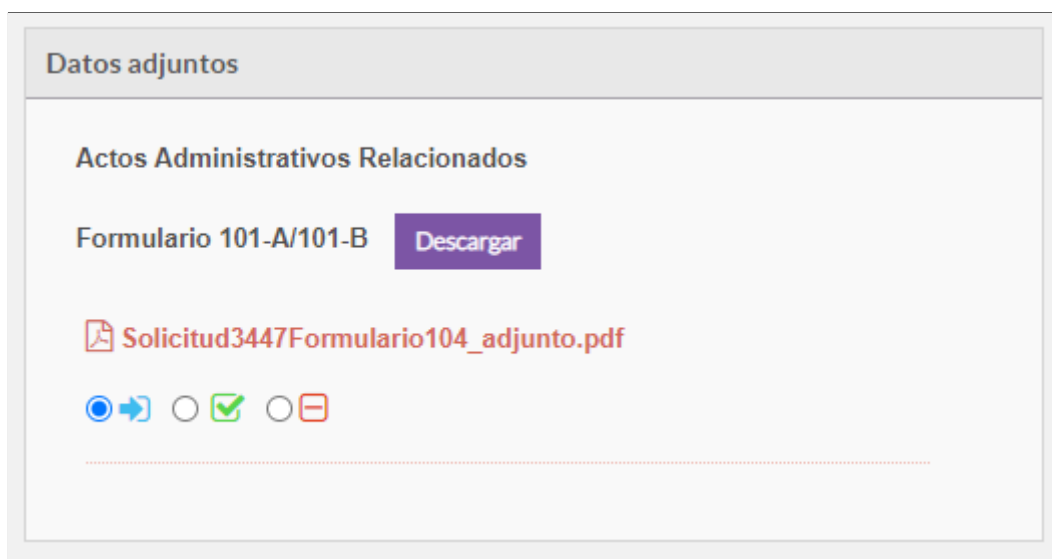 Datos adjuntos
Actos Administrativos Relacionados
Formulario 101-A/101-B Descargar
Solicitud3447Formulario104_adjunto.pdf